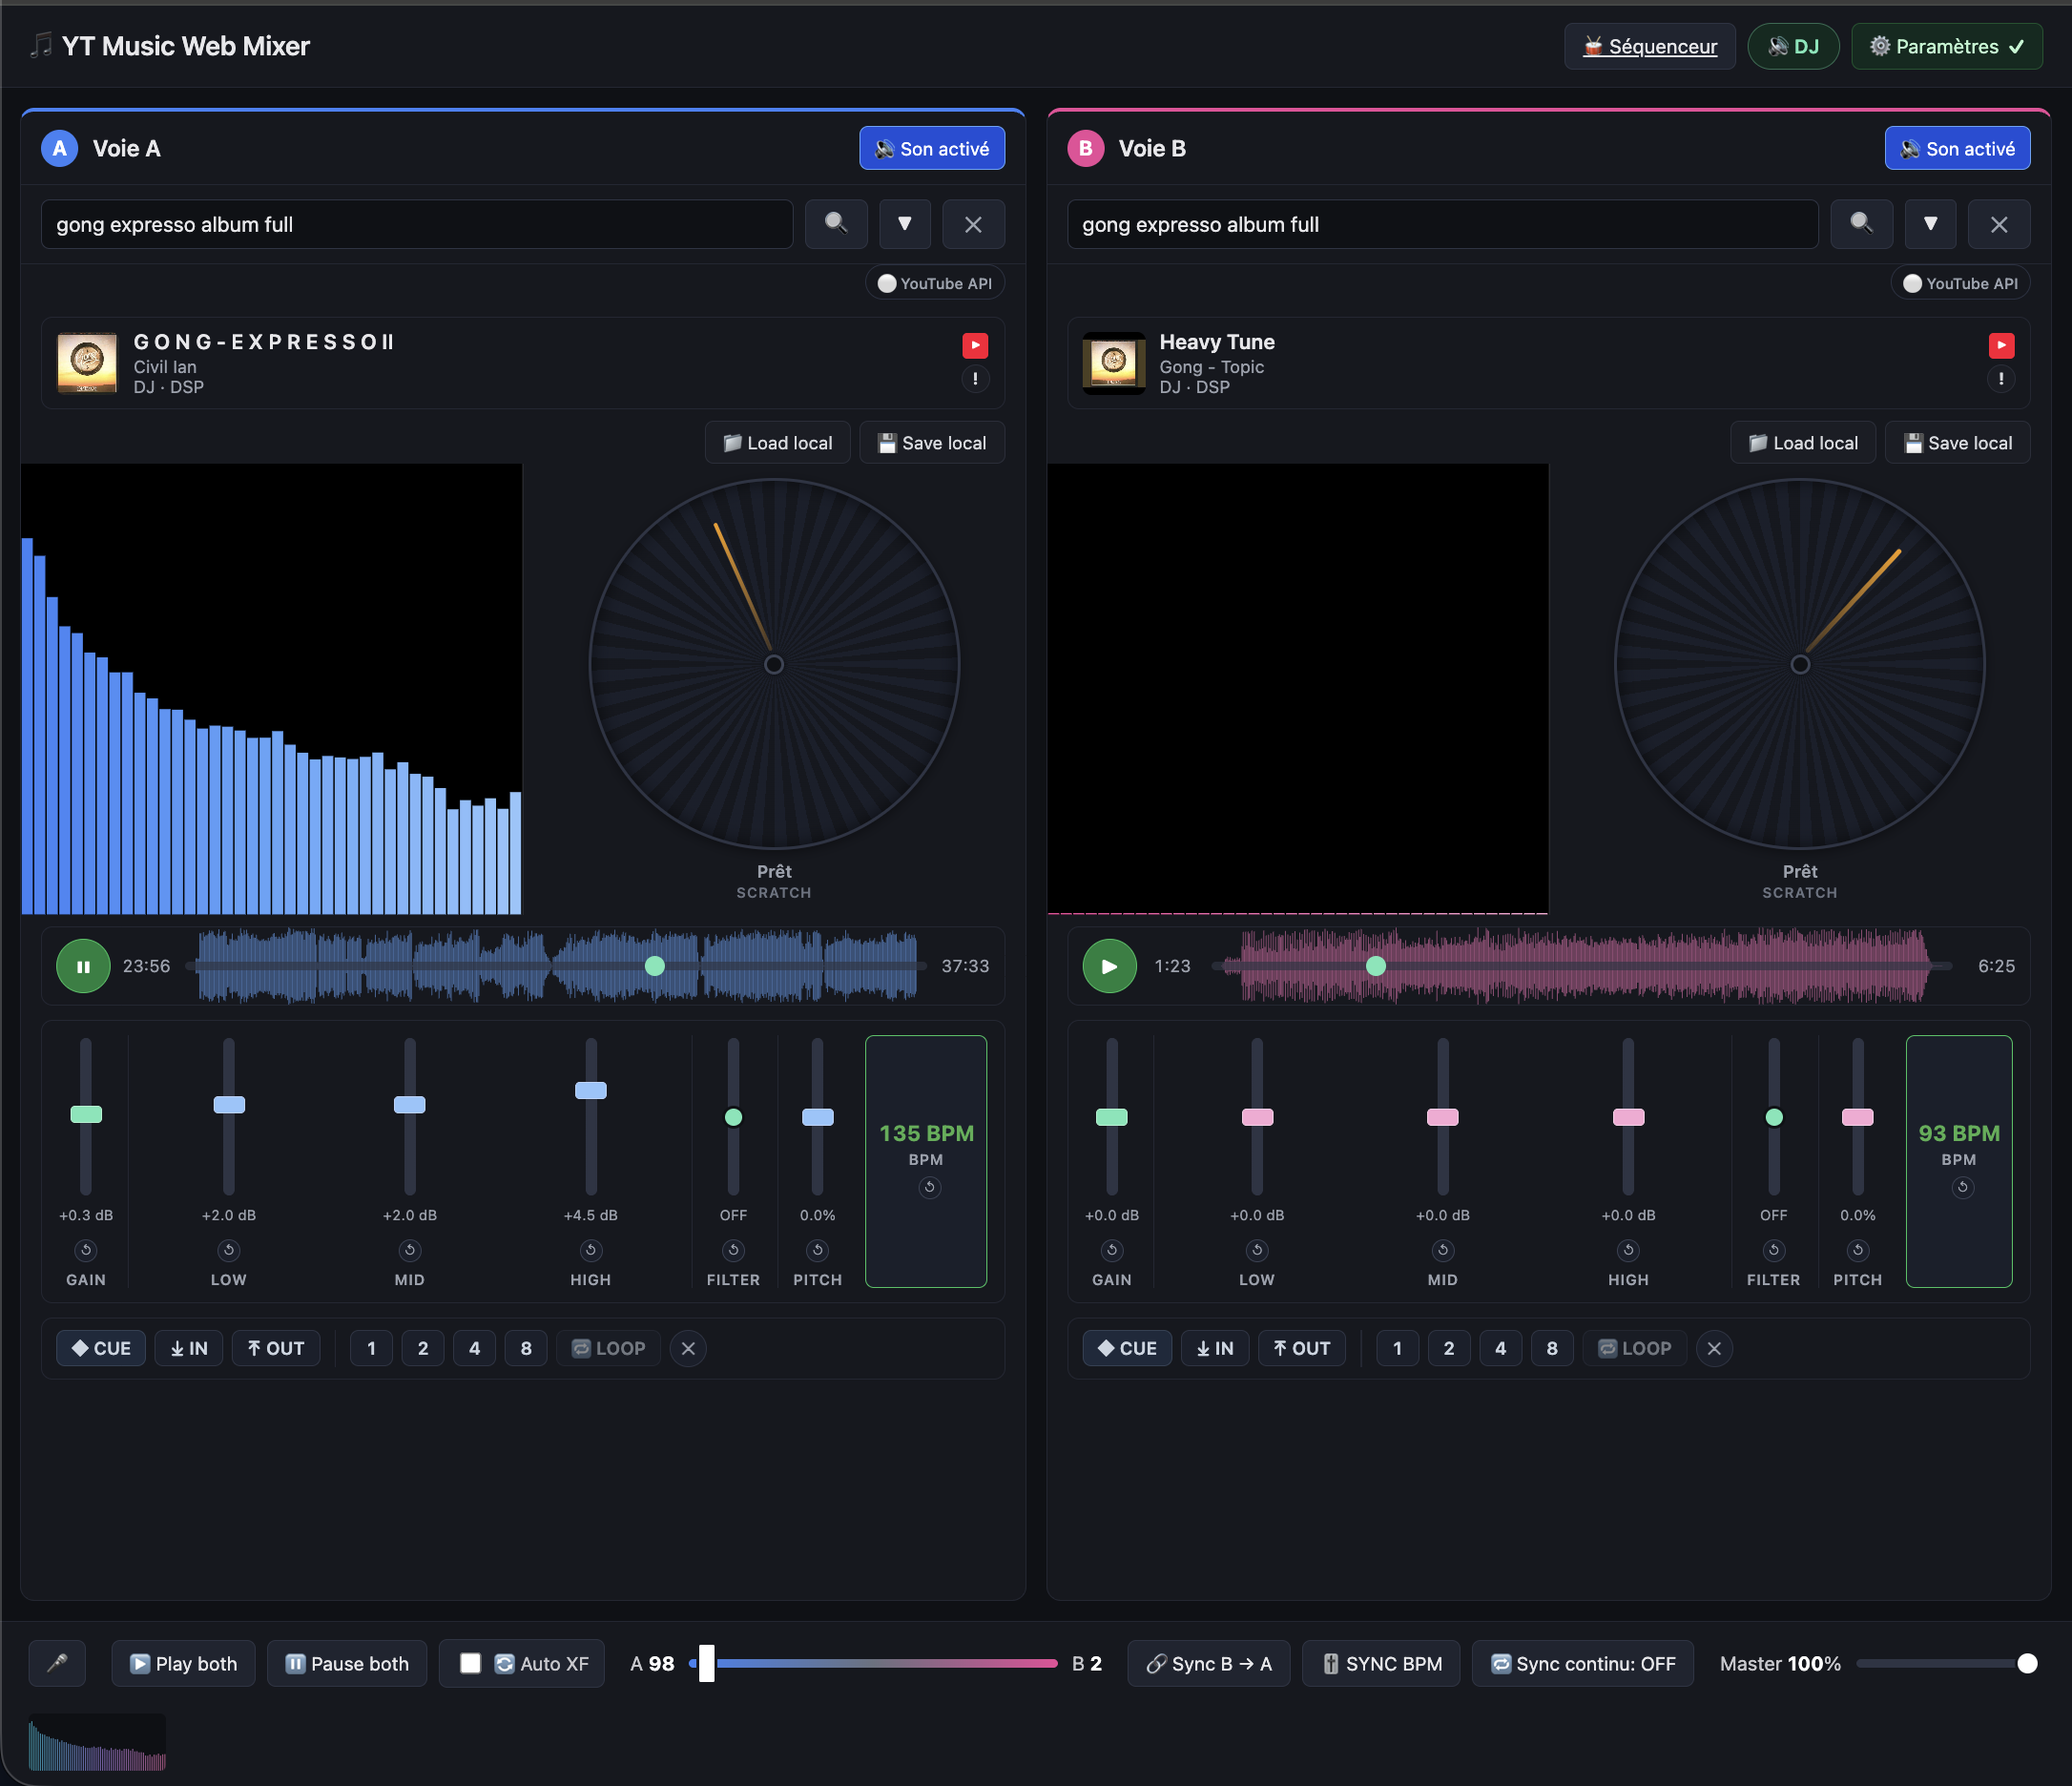 YT Music Web Mixer
Séquenceur
DJ
Paramètres ✓
A Voie A
Son activé
gong expresso album full
YouTube API
G O N G - E X P R E S S O II
Civil Ian
DJ · DSP
!
Load local
Save local
Prêt
SCRATCH
23:56
37:33
135 BPM
BPM
+0.3 dB
+2.0 dB
+2.0 dB
+4.5 dB
OFF
0.0%
GAIN
LOW
MID
HIGH
FILTER
PITCH
CUE
IN
OUT
1
2
4
8
LOOP
B Voie B
Son activé
gong expresso album full
YouTube API
Heavy Tune
Gong - Topic
DJ · DSP
!
Load local
Save local
Prêt
SCRATCH
1:23
6:25
93 BPM
BPM
+0.0 dB
+0.0 dB
+0.0 dB
+0.0 dB
OFF
0.0%
GAIN
LOW
MID
HIGH
FILTER
PITCH
CUE
IN
OUT
1
2
4
8
LOOP
Play both
Pause both
Auto XF
A 98
B 2
Sync B → A
SYNC BPM
Sync continu: OFF
Master 100%